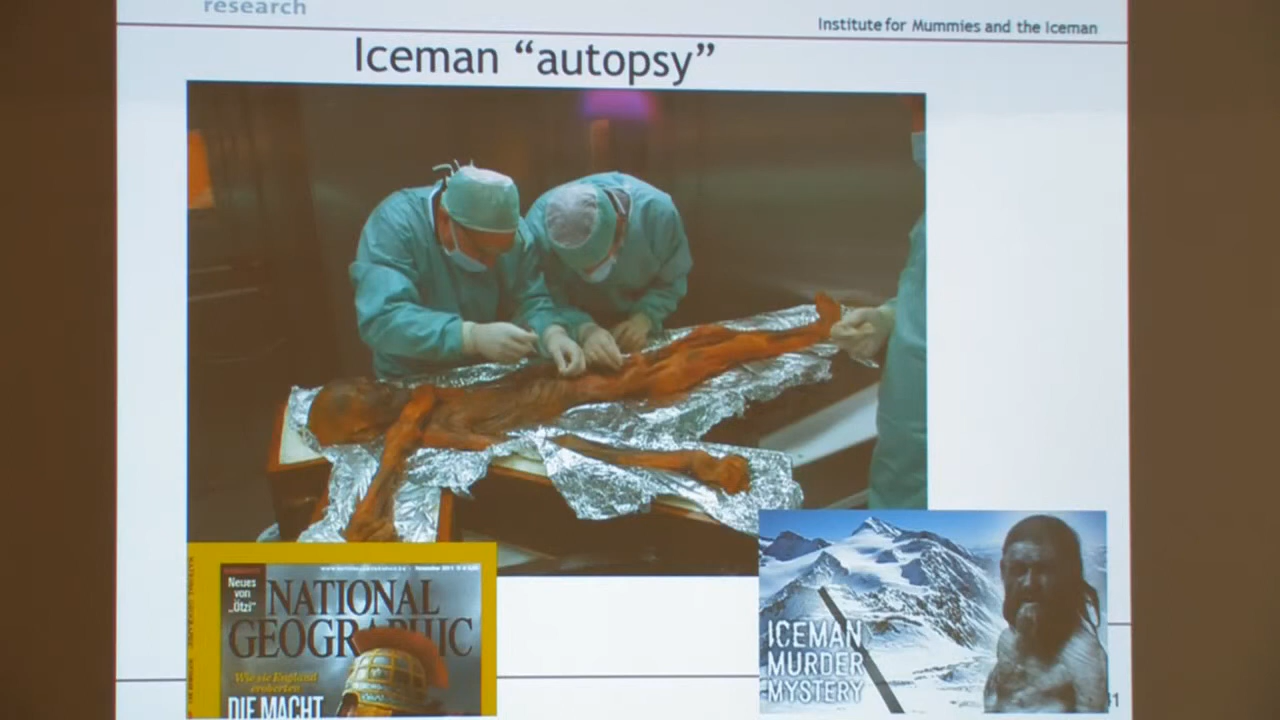 research
Institute for Mummies and the Iceman
Iceman “autopsy”
Neues
von
„Ötzi“
NATIONAL
GEOGRAPHIC
Wie sie England
eroberten
DIE MACHT
ICEMAN
MURDER
MYSTERY
41